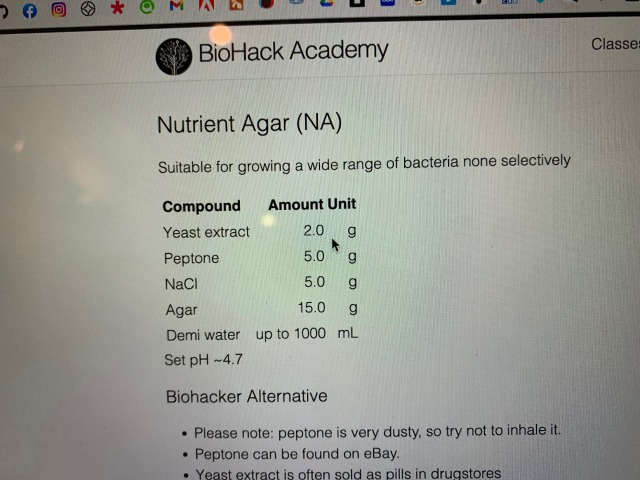 BioHack Academy
Classes
Nutrient Agar (NA)
Suitable for growing a wide range of bacteria none selectively
Compound Amount Unit
Yeast extract 2.0 g
Peptone 5.0 g
NaCl 5.0 g
Agar 15.0 g
Demi water up to 1000 mL
Set pH ~4.7
Biohacker Alternative
• Please note: peptone is very dusty, so try not to inhale it.
• Peptone can be found on eBay.
• Yeast extract is often sold as pills in drugstores